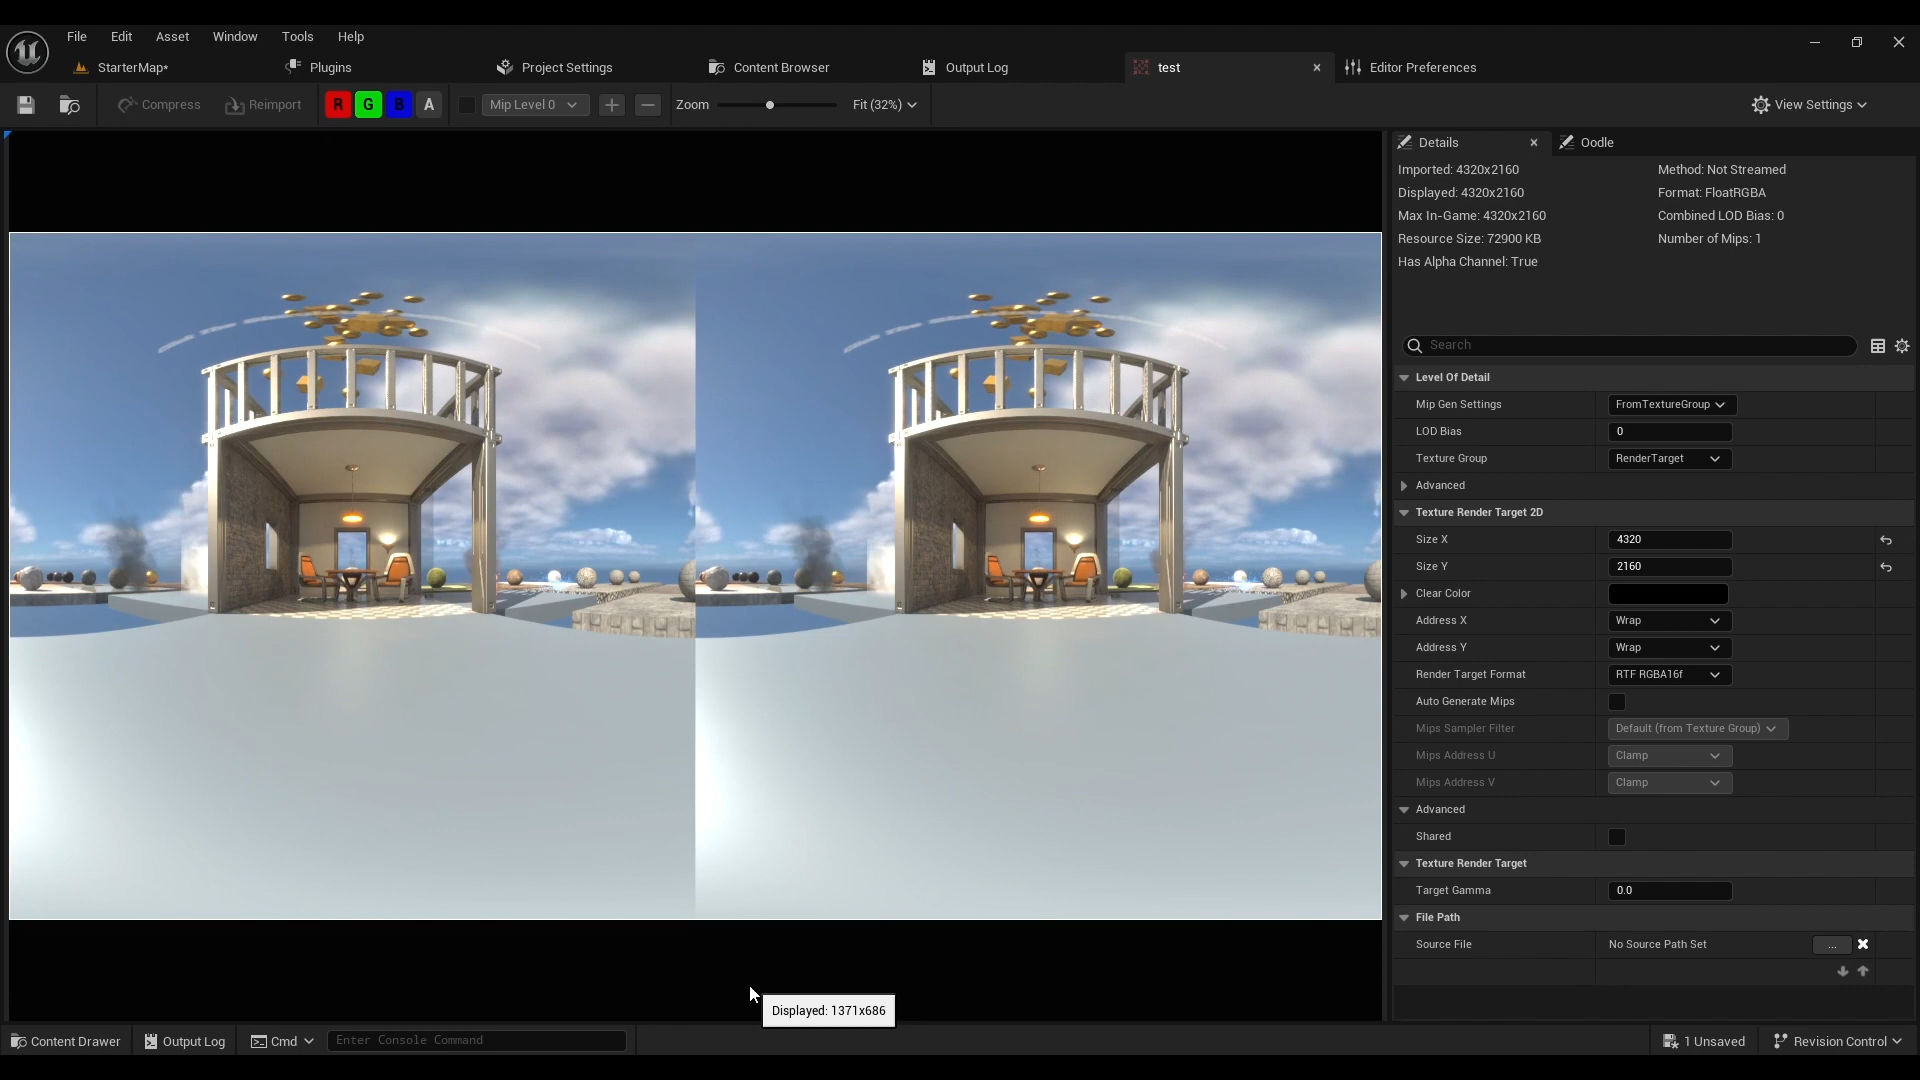 File Edit Asset Window Tools Help
StarterMap* Plugins Project Settings Content Browser Output Log test Editor Preferences
Compress Reimport R G B A Mip Level 0 Zoom Fit (32%) View Settings
Details Oodle
Imported: 4320x2160 Method: Not Streamed
Displayed: 4320x2160 Format: FloatRGBA
Max In-Game: 4320x2160 Combined LOD Bias: 0
Resource Size: 72900 KB Number of Mips: 1
Has Alpha Channel: True
Search
Level Of Detail
Mip Gen Settings FromTextureGroup
LOD Bias 0
Texture Group RenderTarget
Advanced
Texture Render Target 2D
Size X 4320
Size Y 2160
Clear Color
Address X Wrap
Address Y Wrap
Render Target Format RTF RGBA16f
Auto Generate Mips
Mips Sampler Filter Default (from Texture Group)
Mips Address U Clamp
Mips Address V Clamp
Advanced
Shared
Texture Render Target
Target Gamma 0.0
File Path
Source File No Source Path Set ...
Displayed: 1371x686
Content Drawer Output Log Cmd Enter Console Command 1 Unsaved Revision Control